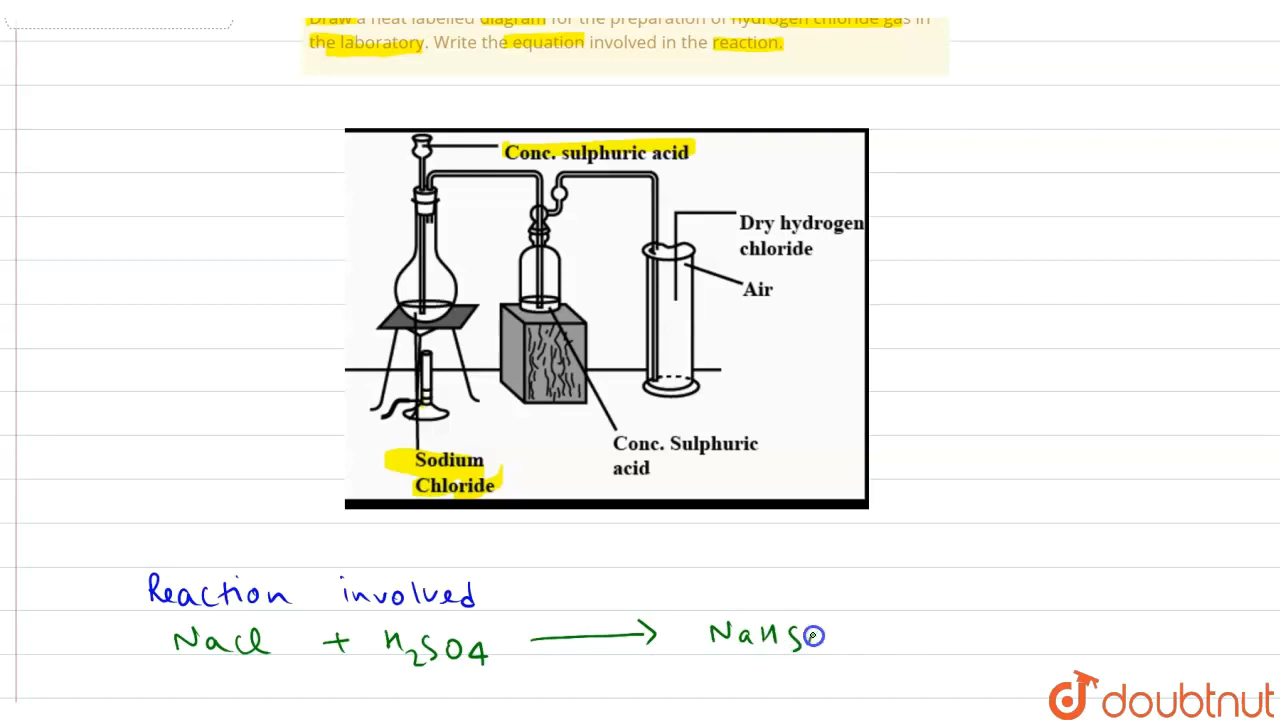 Draw a neat labelled diagram for the preparation of hydrogen chloride gas in
the laboratory. Write the equation involved in the reaction.
Conc. sulphuric acid
Dry hydrogen
chloride
Air
Conc. Sulphuric
acid
Sodium
Chloride
Reaction involved
NaCl + H2SO4 ⟶ NaHS
doubtnut